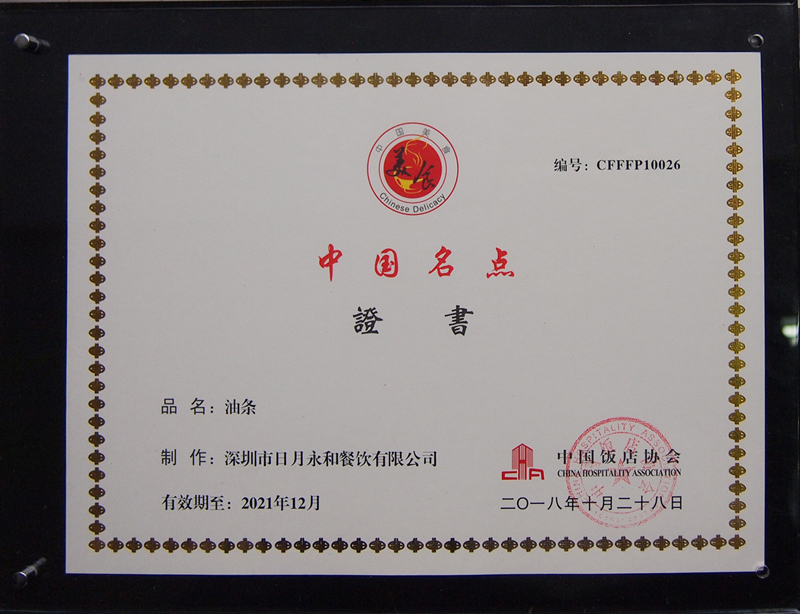 中国美食
美食
Chinese Delicacy
编号：CFFFP10026
中国名点
證書
品名：油条
制作：深圳市日月永和餐饮有限公司
有效期至：2021年12月
CHA
中国饭店协会
CHINA HOSPITALITY ASSOCIATION
二〇一八年十月二十八日